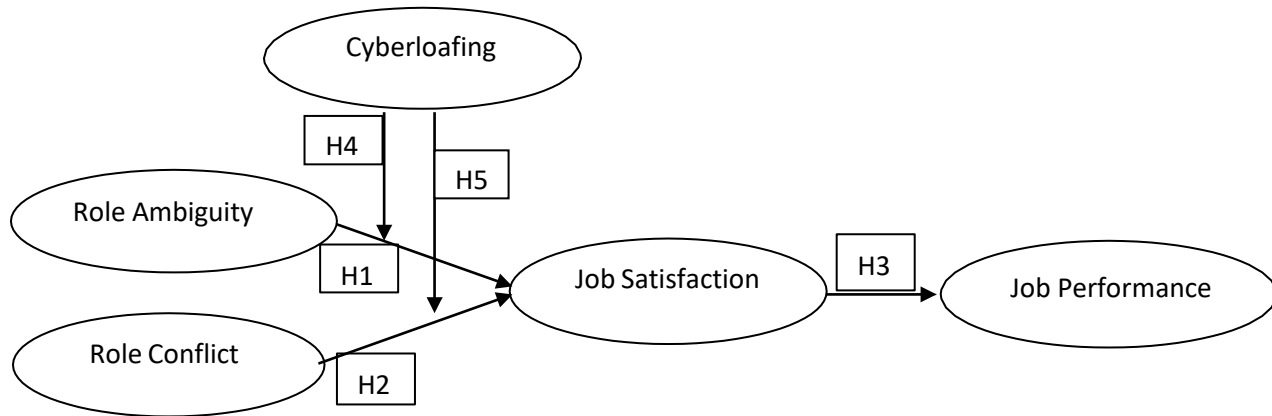 Cyberloafing
H4
H5
Role Ambiguity
H1
Job Satisfaction
H3
Job Performance
Role Conflict
H2